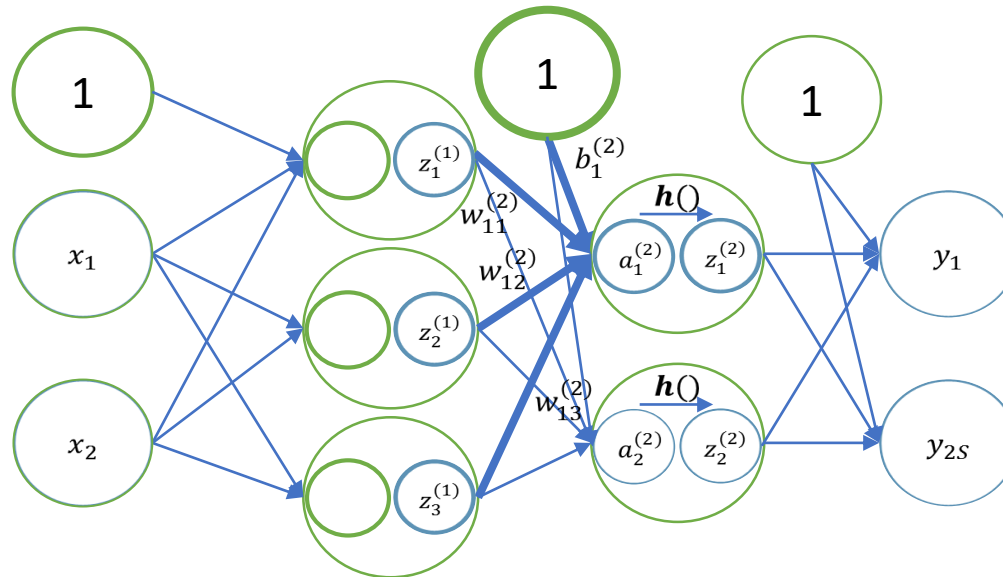 1
1
1
z₁⁽¹⁾
b₁⁽²⁾
w₁₁⁽²⁾
h()
x₁
a₁⁽²⁾
z₁⁽²⁾
y₁
w₁₂⁽²⁾
z₂⁽¹⁾
h()
w₁₃⁽²⁾
x₂
a₂⁽²⁾
z₂⁽²⁾
y₂S
z₃⁽¹⁾